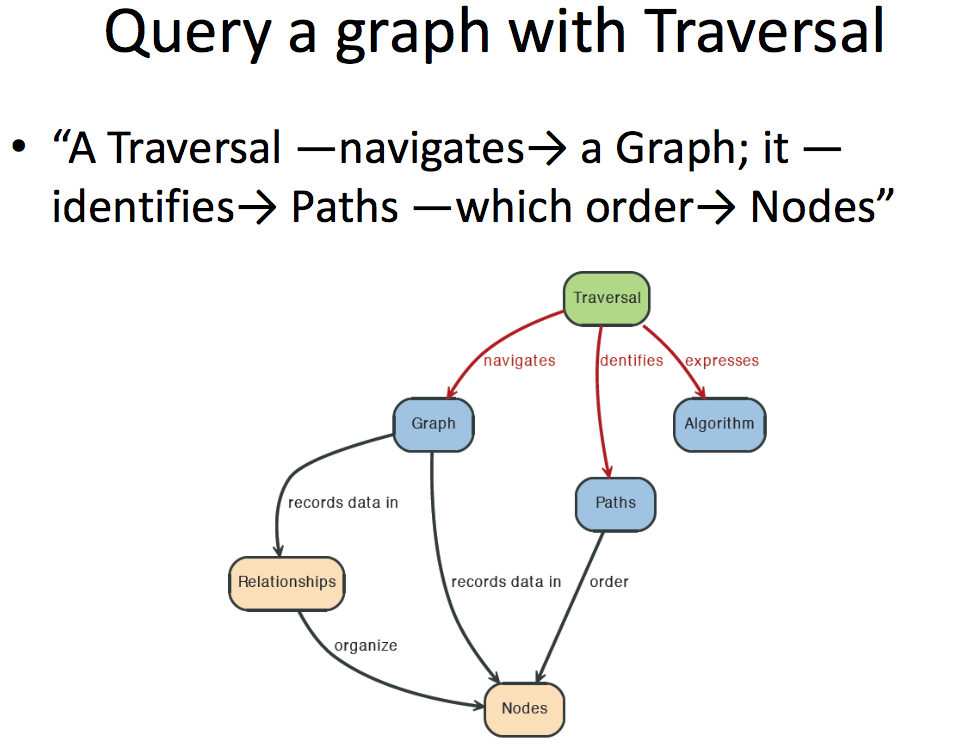 Query a graph with Traversal
• “A Traversal —navigates→ a Graph; it —
identifies→ Paths —which order→ Nodes”
Traversal
navigates
dentifies
expresses
Graph
Algorithm
records data in
Paths
Relationships
records data in
order
organize
Nodes